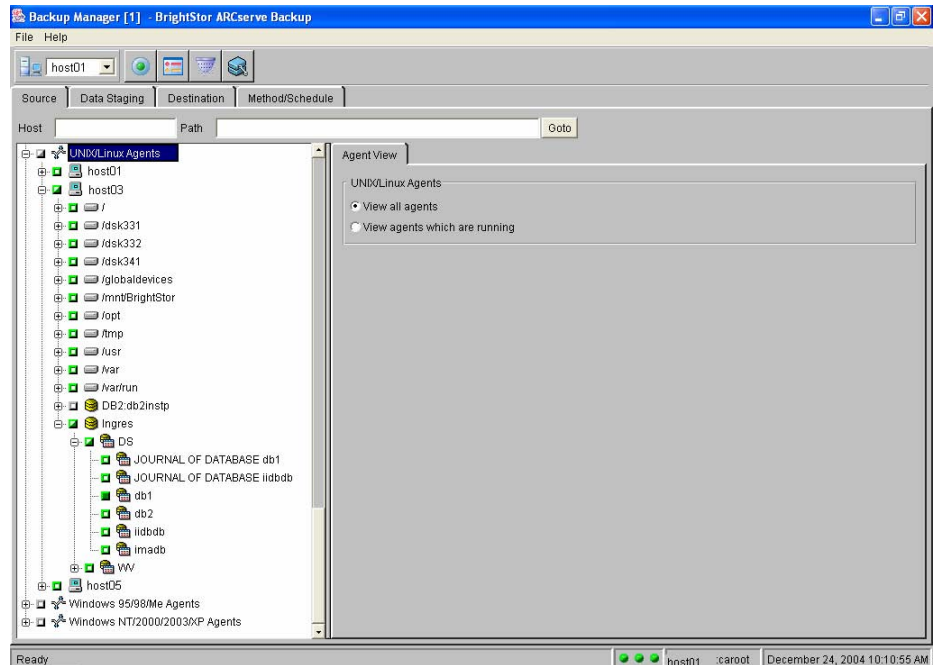 Backup Manager [1] - BrightStor ARCserve Backup
File Help
host01
Source Data Staging Destination Method/Schedule
Host Path Goto
UNIX/Linux Agents
host01
host03
/
/dsk331
/dsk332
/dsk341
/globaldevices
/mnt/BrightStor
/opt
/tmp
/usr
/var
/var/run
DB2:db2instp
Ingres
DS
JOURNAL OF DATABASE db1
JOURNAL OF DATABASE iidbdb
db1
db2
iidbdb
imadb
WV
host05
Windows 95/98/Me Agents
Windows NT/2000/2003/XP Agents
Agent View
UNIX/Linux Agents
View all agents
View agents which are running
Ready host01 :caroot December 24, 2004 10:10:55 AM